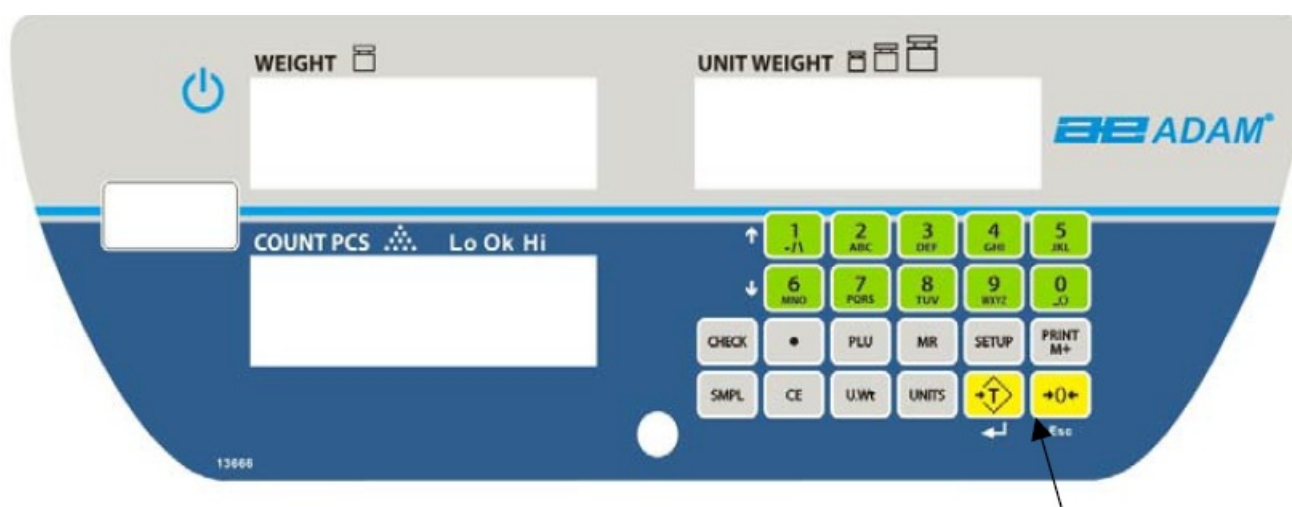 WEIGHT
UNIT WEIGHT
ae ADAM®
COUNT PCS Lo Ok Hi
1 2 3 4 5
-/\ ABC DEF GHI JKL
6 7 8 9 0
MNO PQRS TUV WXYZ _O
CHECK • PLU MR SETUP PRINT M+
SMPL CE U.Wt UNITS →T →0←
Esc
13666